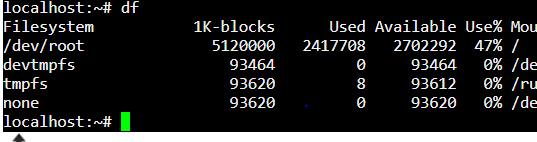 localhost:~# df
Filesystem 1K-blocks Used Available Use% Mou
/dev/root 5120000 2417708 2702292 47% /
devtmpfs 93464 0 93464 0% /de
tmpfs 93620 8 93612 0% /ru
none 93620 0 93620 0% /de
localhost:~#